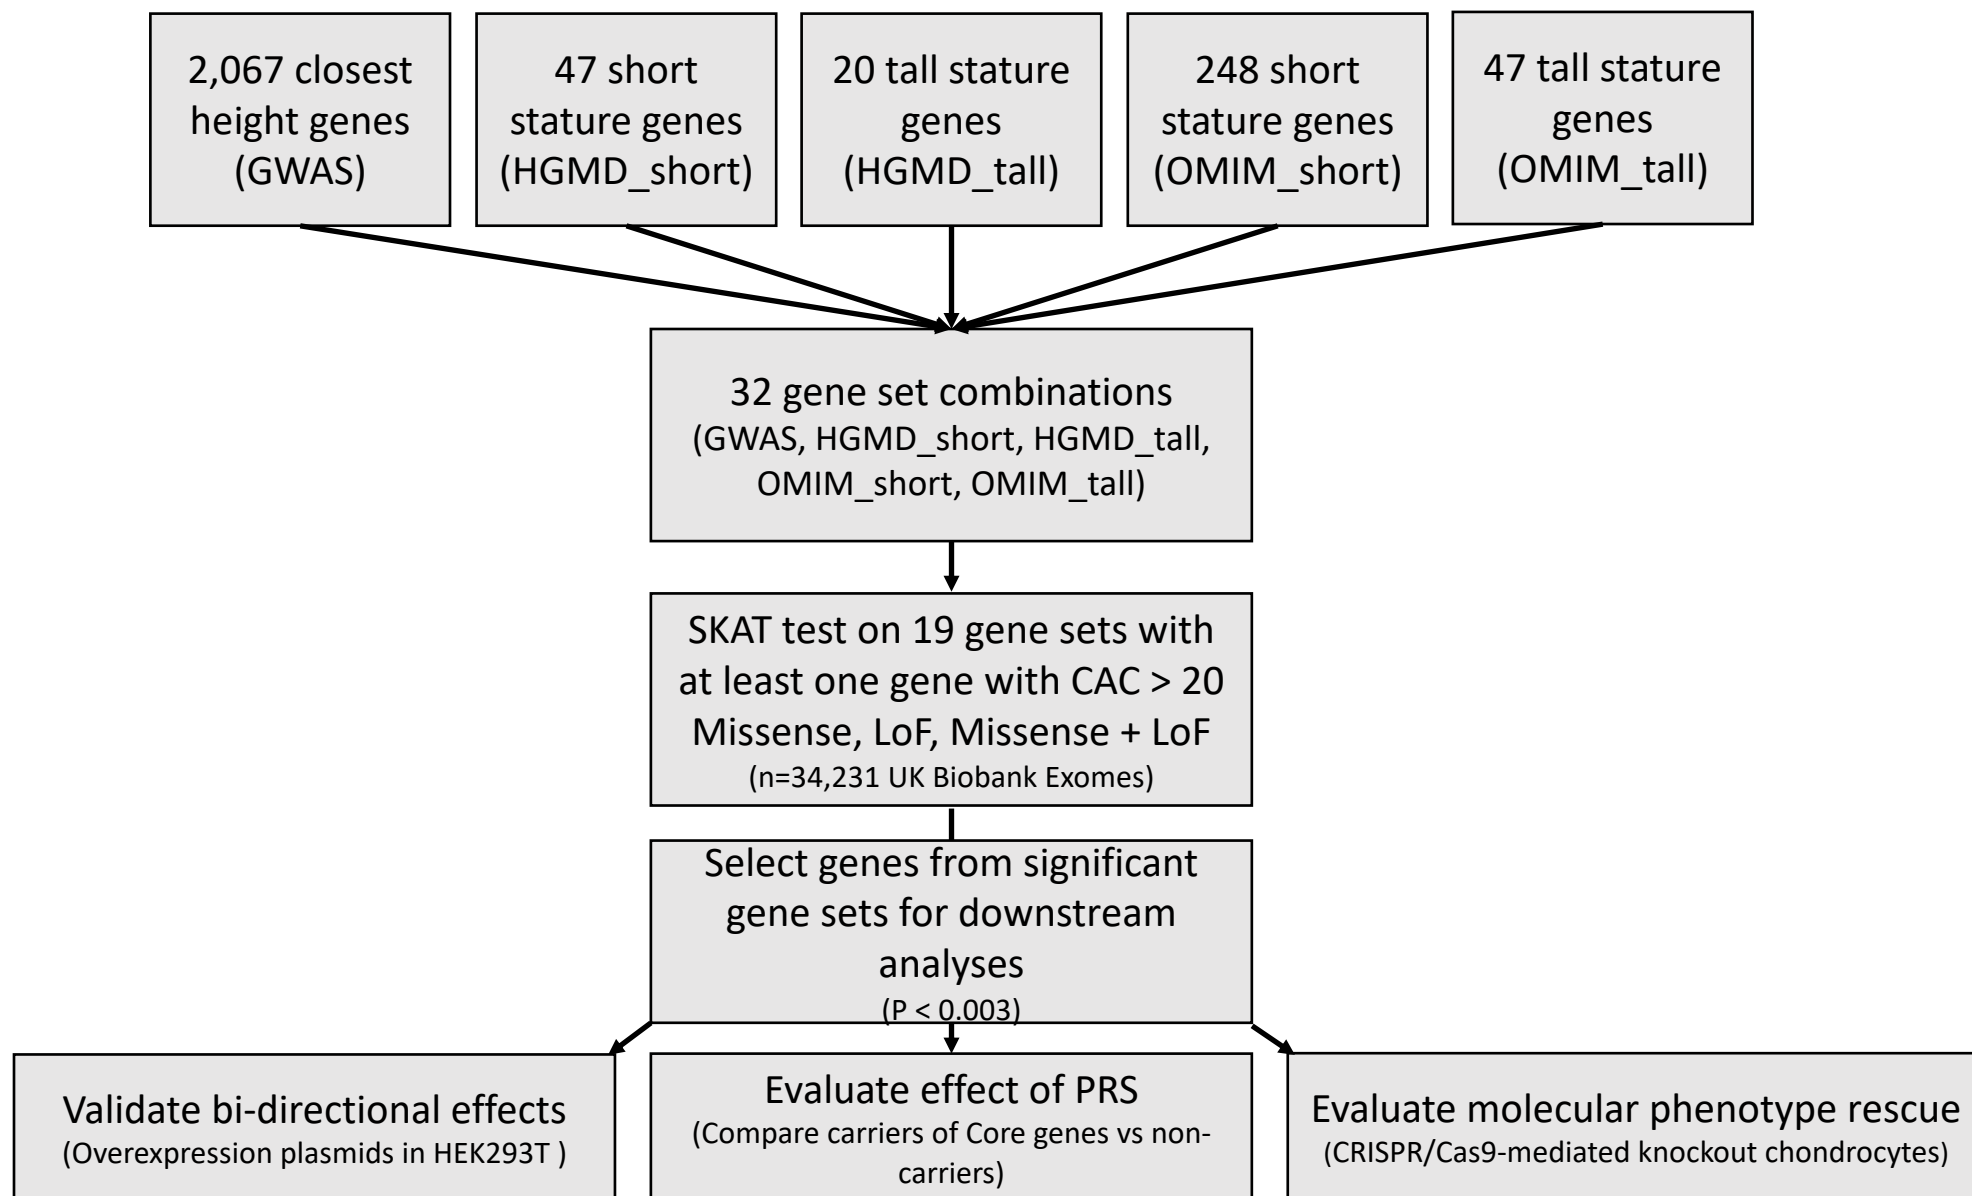 2,067 closest
height genes
(GWAS)
47 short
stature genes
(HGMD_short)
20 tall stature
genes
(HGMD_tall)
248 short
stature genes
(OMIM_short)
47 tall stature
genes
(OMIM_tall)
32 gene set combinations
(GWAS, HGMD_short, HGMD_tall,
OMIM_short, OMIM_tall)
SKAT test on 19 gene sets with
at least one gene with CAC > 20
Missense, LoF, Missense + LoF
(n=34,231 UK Biobank Exomes)
Select genes from significant
gene sets for downstream
analyses
(P < 0.003)
Validate bi-directional effects
(Overexpression plasmids in HEK293T )
Evaluate effect of PRS
(Compare carriers of Core genes vs non-
carriers)
Evaluate molecular phenotype rescue
(CRISPR/Cas9-mediated knockout chondrocytes)